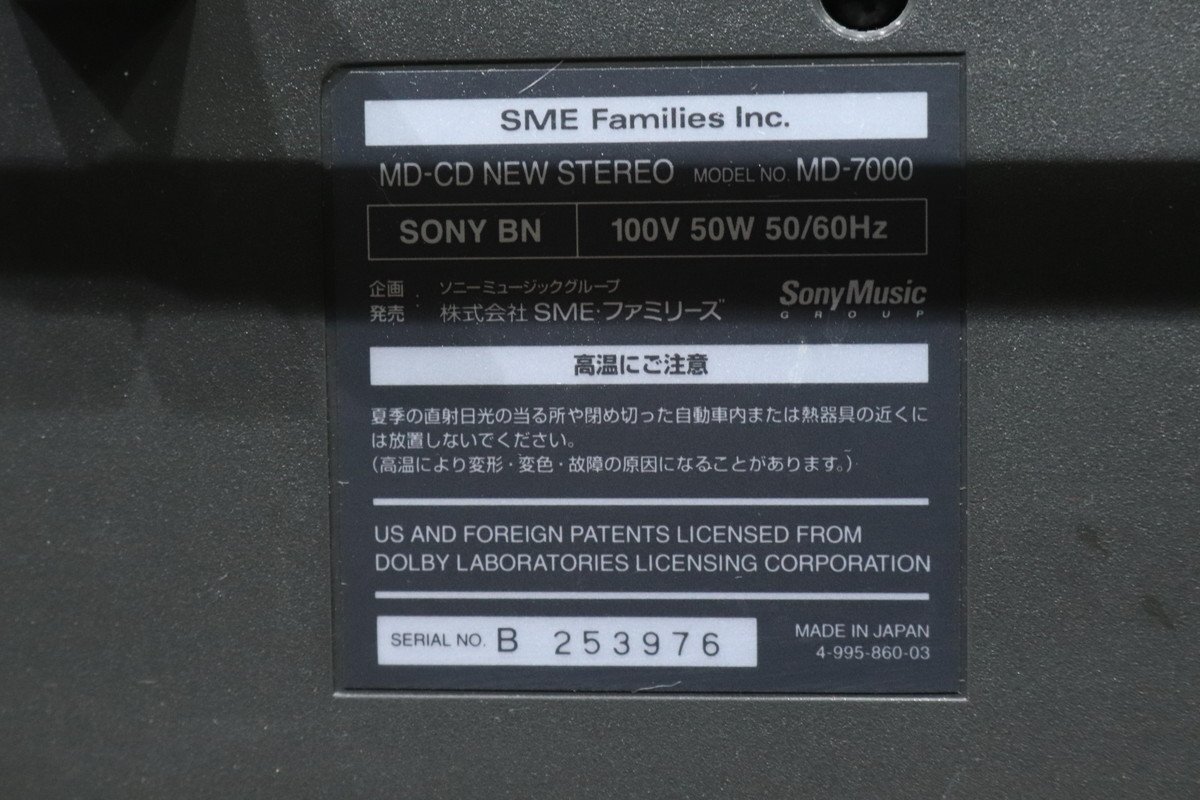 SME Families Inc.
MD-CD NEW STEREO MODEL NO. MD-7000
SONY BN 100V 50W 50/60Hz
企画 : ソニーミュージックグループ
発売 : 株式会社 SME・ファミリーズ
SonyMusic
GROUP
高温にご注意
夏季の直射日光の当る所や閉め切った自動車内または熱器具の近くに
は放置しないでください。
(高温により変形・変色・故障の原因になることがあります。)
US AND FOREIGN PATENTS LICENSED FROM
DOLBY LABORATORIES LICENSING CORPORATION
SERIAL NO. B 253976
MADE IN JAPAN
4-995-860-03